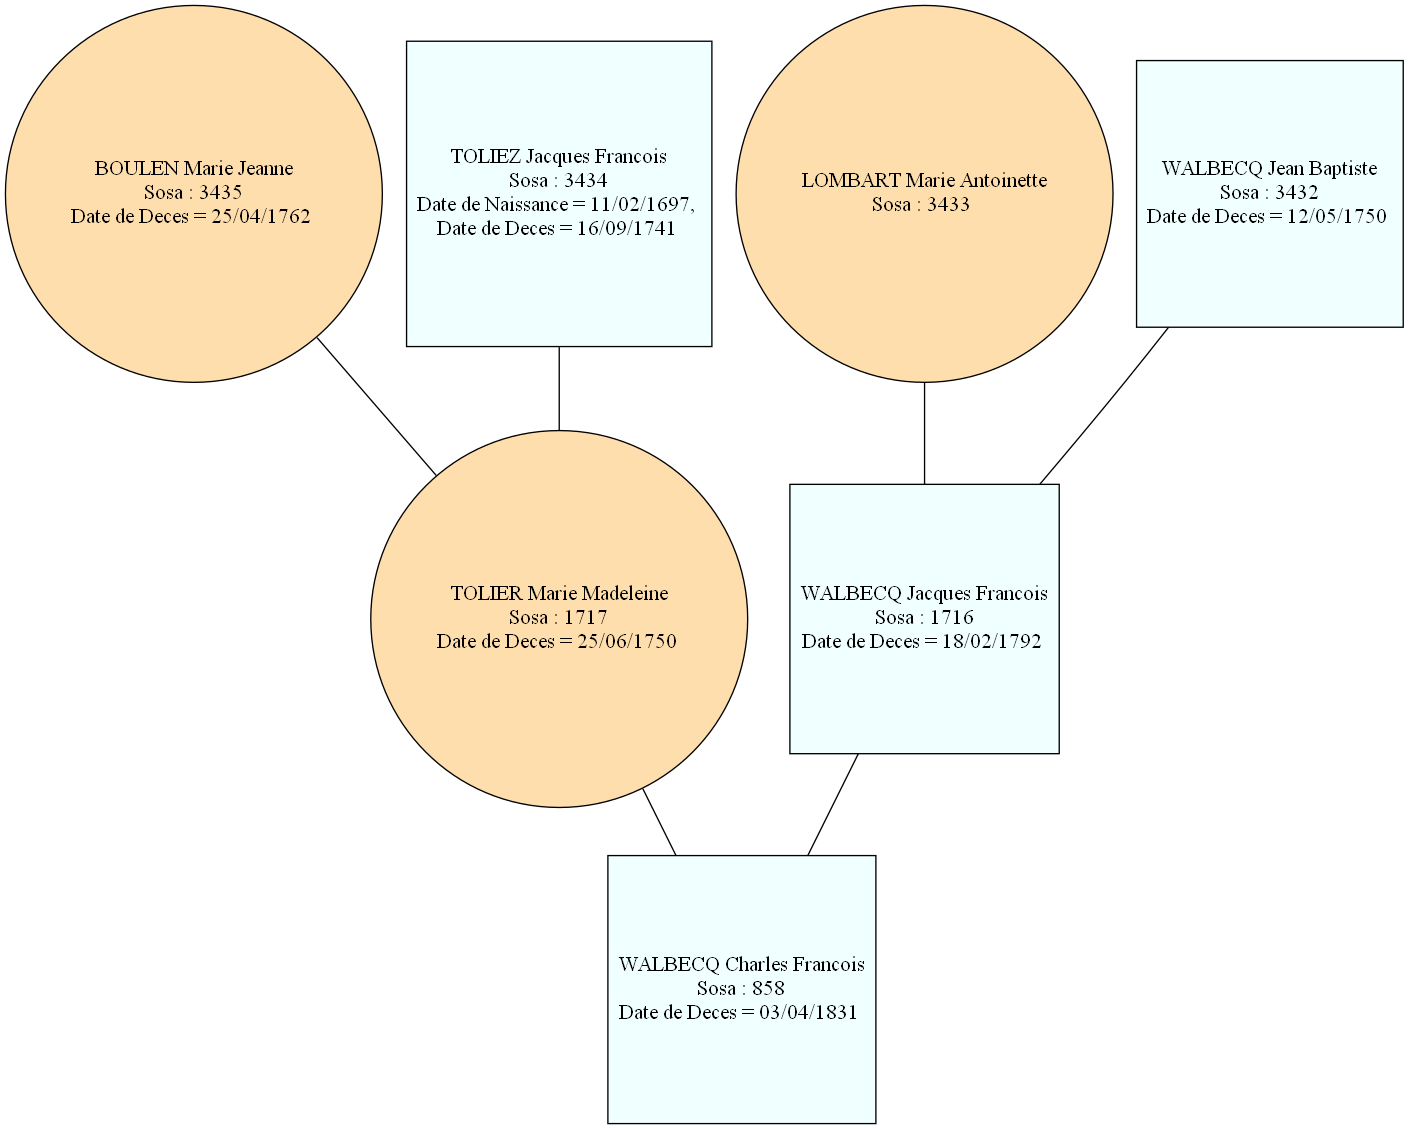 BOULEN Marie Jeanne
Sosa : 3435
Date de Deces = 25/04/1762
TOLIEZ Jacques Francois
Sosa : 3434
Date de Naissance = 11/02/1697,
Date de Deces = 16/09/1741
LOMBART Marie Antoinette
Sosa : 3433
WALBECQ Jean Baptiste
Sosa : 3432
Date de Deces = 12/05/1750
TOLIER Marie Madeleine
Sosa : 1717
Date de Deces = 25/06/1750
WALBECQ Jacques Francois
Sosa : 1716
Date de Deces = 18/02/1792
WALBECQ Charles Francois
Sosa : 858
Date de Deces = 03/04/1831